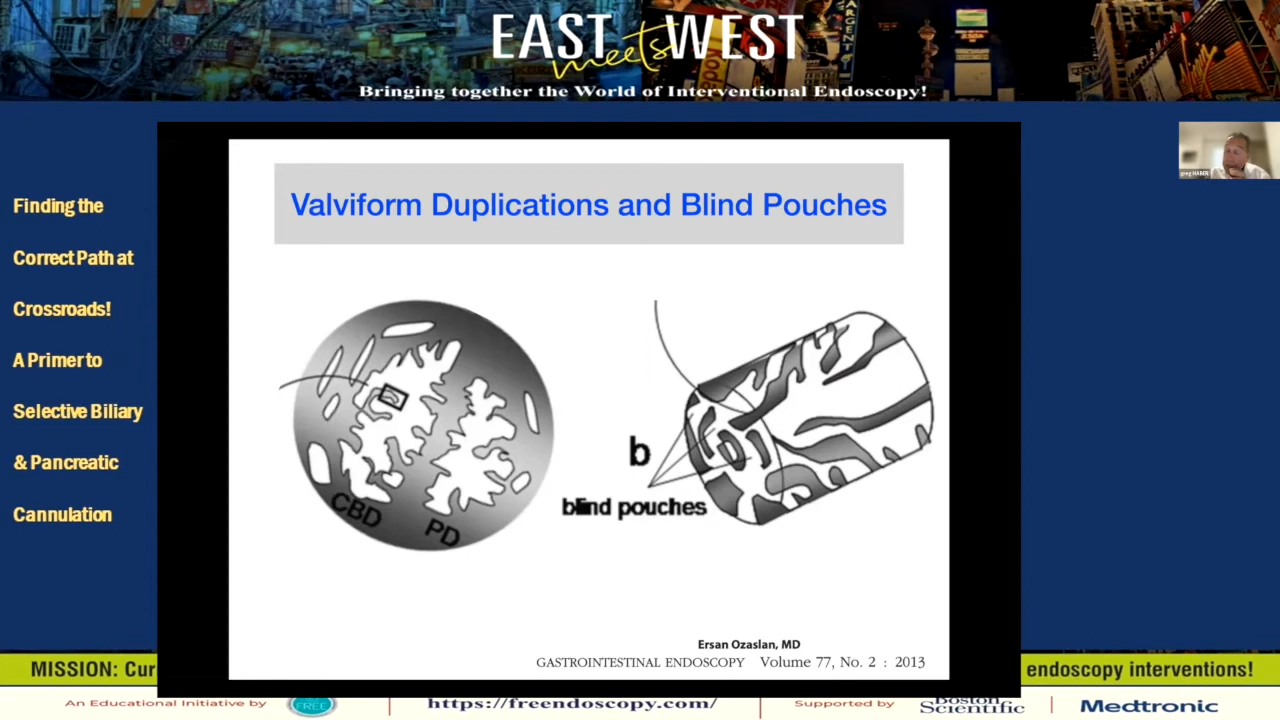 EAST meets WEST
Bringing together the World of Interventional Endoscopy!
ARGENT
greg HABER
Finding the
Correct Path at
Crossroads!
A Primer to
Selective Biliary
& Pancreatic
Cannulation
Valviform Duplications and Blind Pouches
CBD
PD
b
blind pouches
Ersan Ozaslan, MD
GASTROINTESTINAL ENDOSCOPY Volume 77, No. 2 : 2013
MISSION: Cur
endoscopy interventions!
An Educational Initiative by
FREE
https://freendoscopy.com/
Supported by
Boston
Scientific
Medtronic